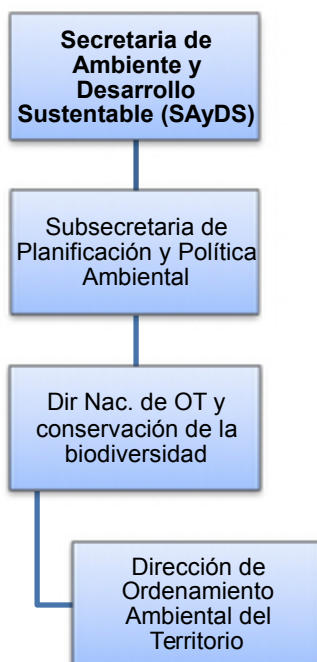 Secretaria de
Ambiente y
Desarrollo
Sustentable (SAyDS)
Subsecretaria de
Planificación y Política
Ambiental
Dir Nac. de OT y
conservación de la
biodiversidad
Dirección de
Ordenamiento
Ambiental del
Territorio